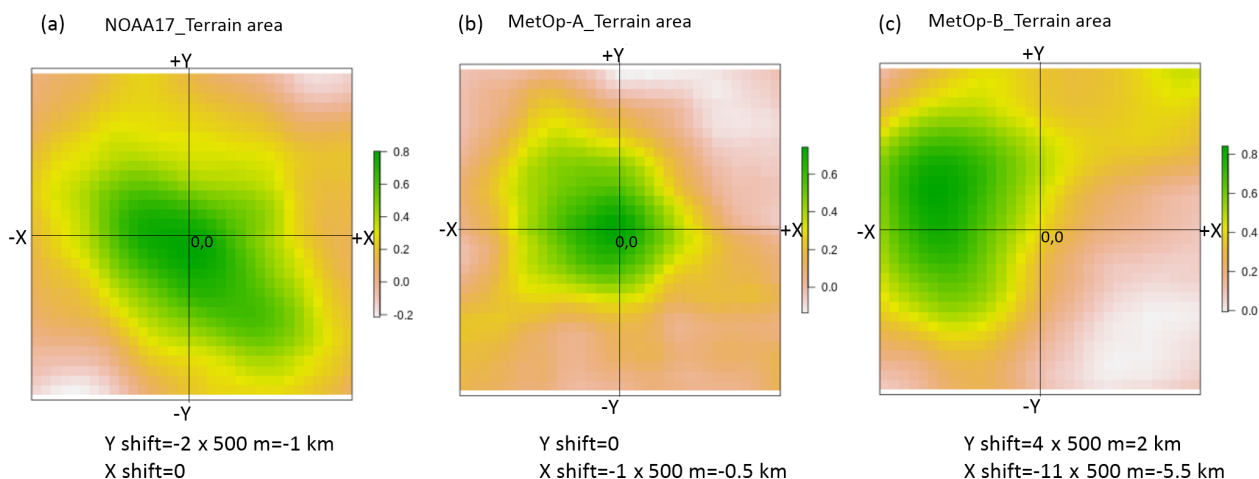 (a) NOAA17_Terrain area
+Y
-X
0,0
+X
-Y
0.8
0.6
0.4
0.2
0.0
-0.2
Y shift=-2 x 500 m=-1 km
X shift=0
(b) MetOp-A_Terrain area
+Y
-X
0,0
+X
-Y
0.6
0.4
0.2
0.0
Y shift=0
X shift=-1 x 500 m=-0.5 km
(c) MetOp-B_Terrain area
+Y
-X
0,0
+X
-Y
0.8
0.6
0.4
0.2
0.0
Y shift=4 x 500 m=2 km
X shift=-11 x 500 m=-5.5 km